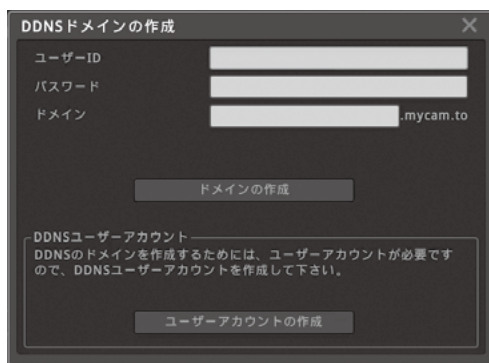 DDNSドメインの作成
ユーザーID
パスワード
ドメイン
.mycam.to
ドメインの作成
DDNSユーザーアカウント
DDNSのドメインを作成するためには、ユーザーアカウントが必要です
ので、DDNSユーザーアカウントを作成して下さい。
ユーザーアカウントの作成